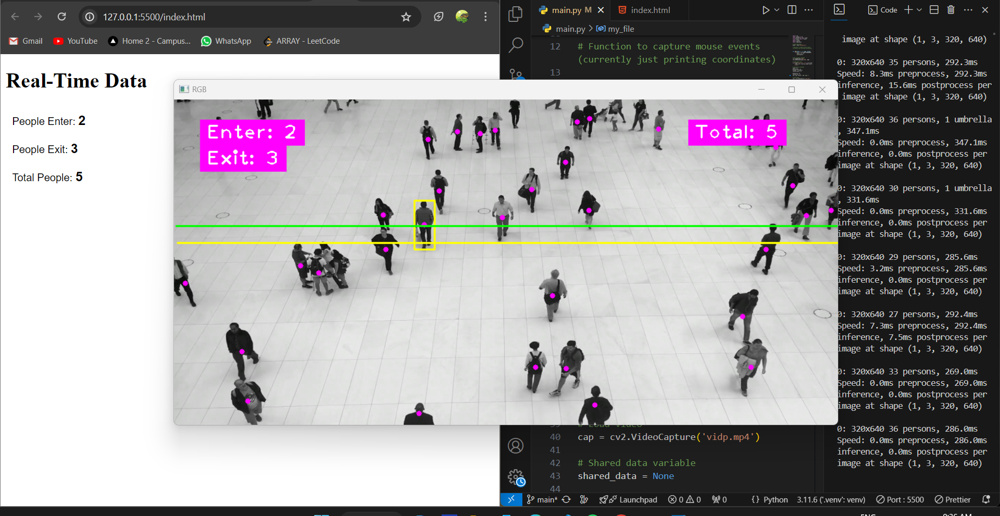 127.0.0.1:5500/index.html
Gmail
YouTube
Home 2 - Campus...
WhatsApp
ARRAY - LeetCode
Real-Time Data
People Enter: 2
People Exit: 3
Total People: 5
RGB
Enter: 2
Exit: 3
Total: 5
main.py M
index.html
main.py > my_file
12 # Function to capture mouse events
(currently just printing coordinates)
13
40 cap = cv2.VideoCapture('vidp.mp4')
41
42 # Shared data variable
43 shared_data = None
44
Code
image at shape (1, 3, 320, 640)
0: 320x640 35 persons, 292.3ms
Speed: 8.3ms preprocess, 292.3ms
inference, 15.6ms postprocess per
image at shape (1, 3, 320, 640)
0: 320x640 36 persons, 1 umbrella
, 347.1ms
Speed: 0.0ms preprocess, 347.1ms
inference, 0.0ms postprocess per
image at shape (1, 3, 320, 640)
0: 320x640 30 persons, 1 umbrella
, 331.6ms
Speed: 0.0ms preprocess, 331.6ms
inference, 0.0ms postprocess per
image at shape (1, 3, 320, 640)
0: 320x640 29 persons, 285.6ms
Speed: 3.2ms preprocess, 285.6ms
inference, 0.0ms postprocess per
image at shape (1, 3, 320, 640)
0: 320x640 27 persons, 292.4ms
Speed: 7.3ms preprocess, 292.4ms
inference, 7.5ms postprocess per
image at shape (1, 3, 320, 640)
0: 320x640 33 persons, 269.0ms
Speed: 0.0ms preprocess, 269.0ms
inference, 0.0ms postprocess per
image at shape (1, 3, 320, 640)
0: 320x640 36 persons, 286.0ms
Speed: 0.0ms preprocess, 286.0ms
inference, 0.0ms postprocess per
image at shape (1, 3, 320, 640)
main* Launchpad 0 0 0 {} Python 3.11.6 ('.venv': venv) Port : 5500 Prettier